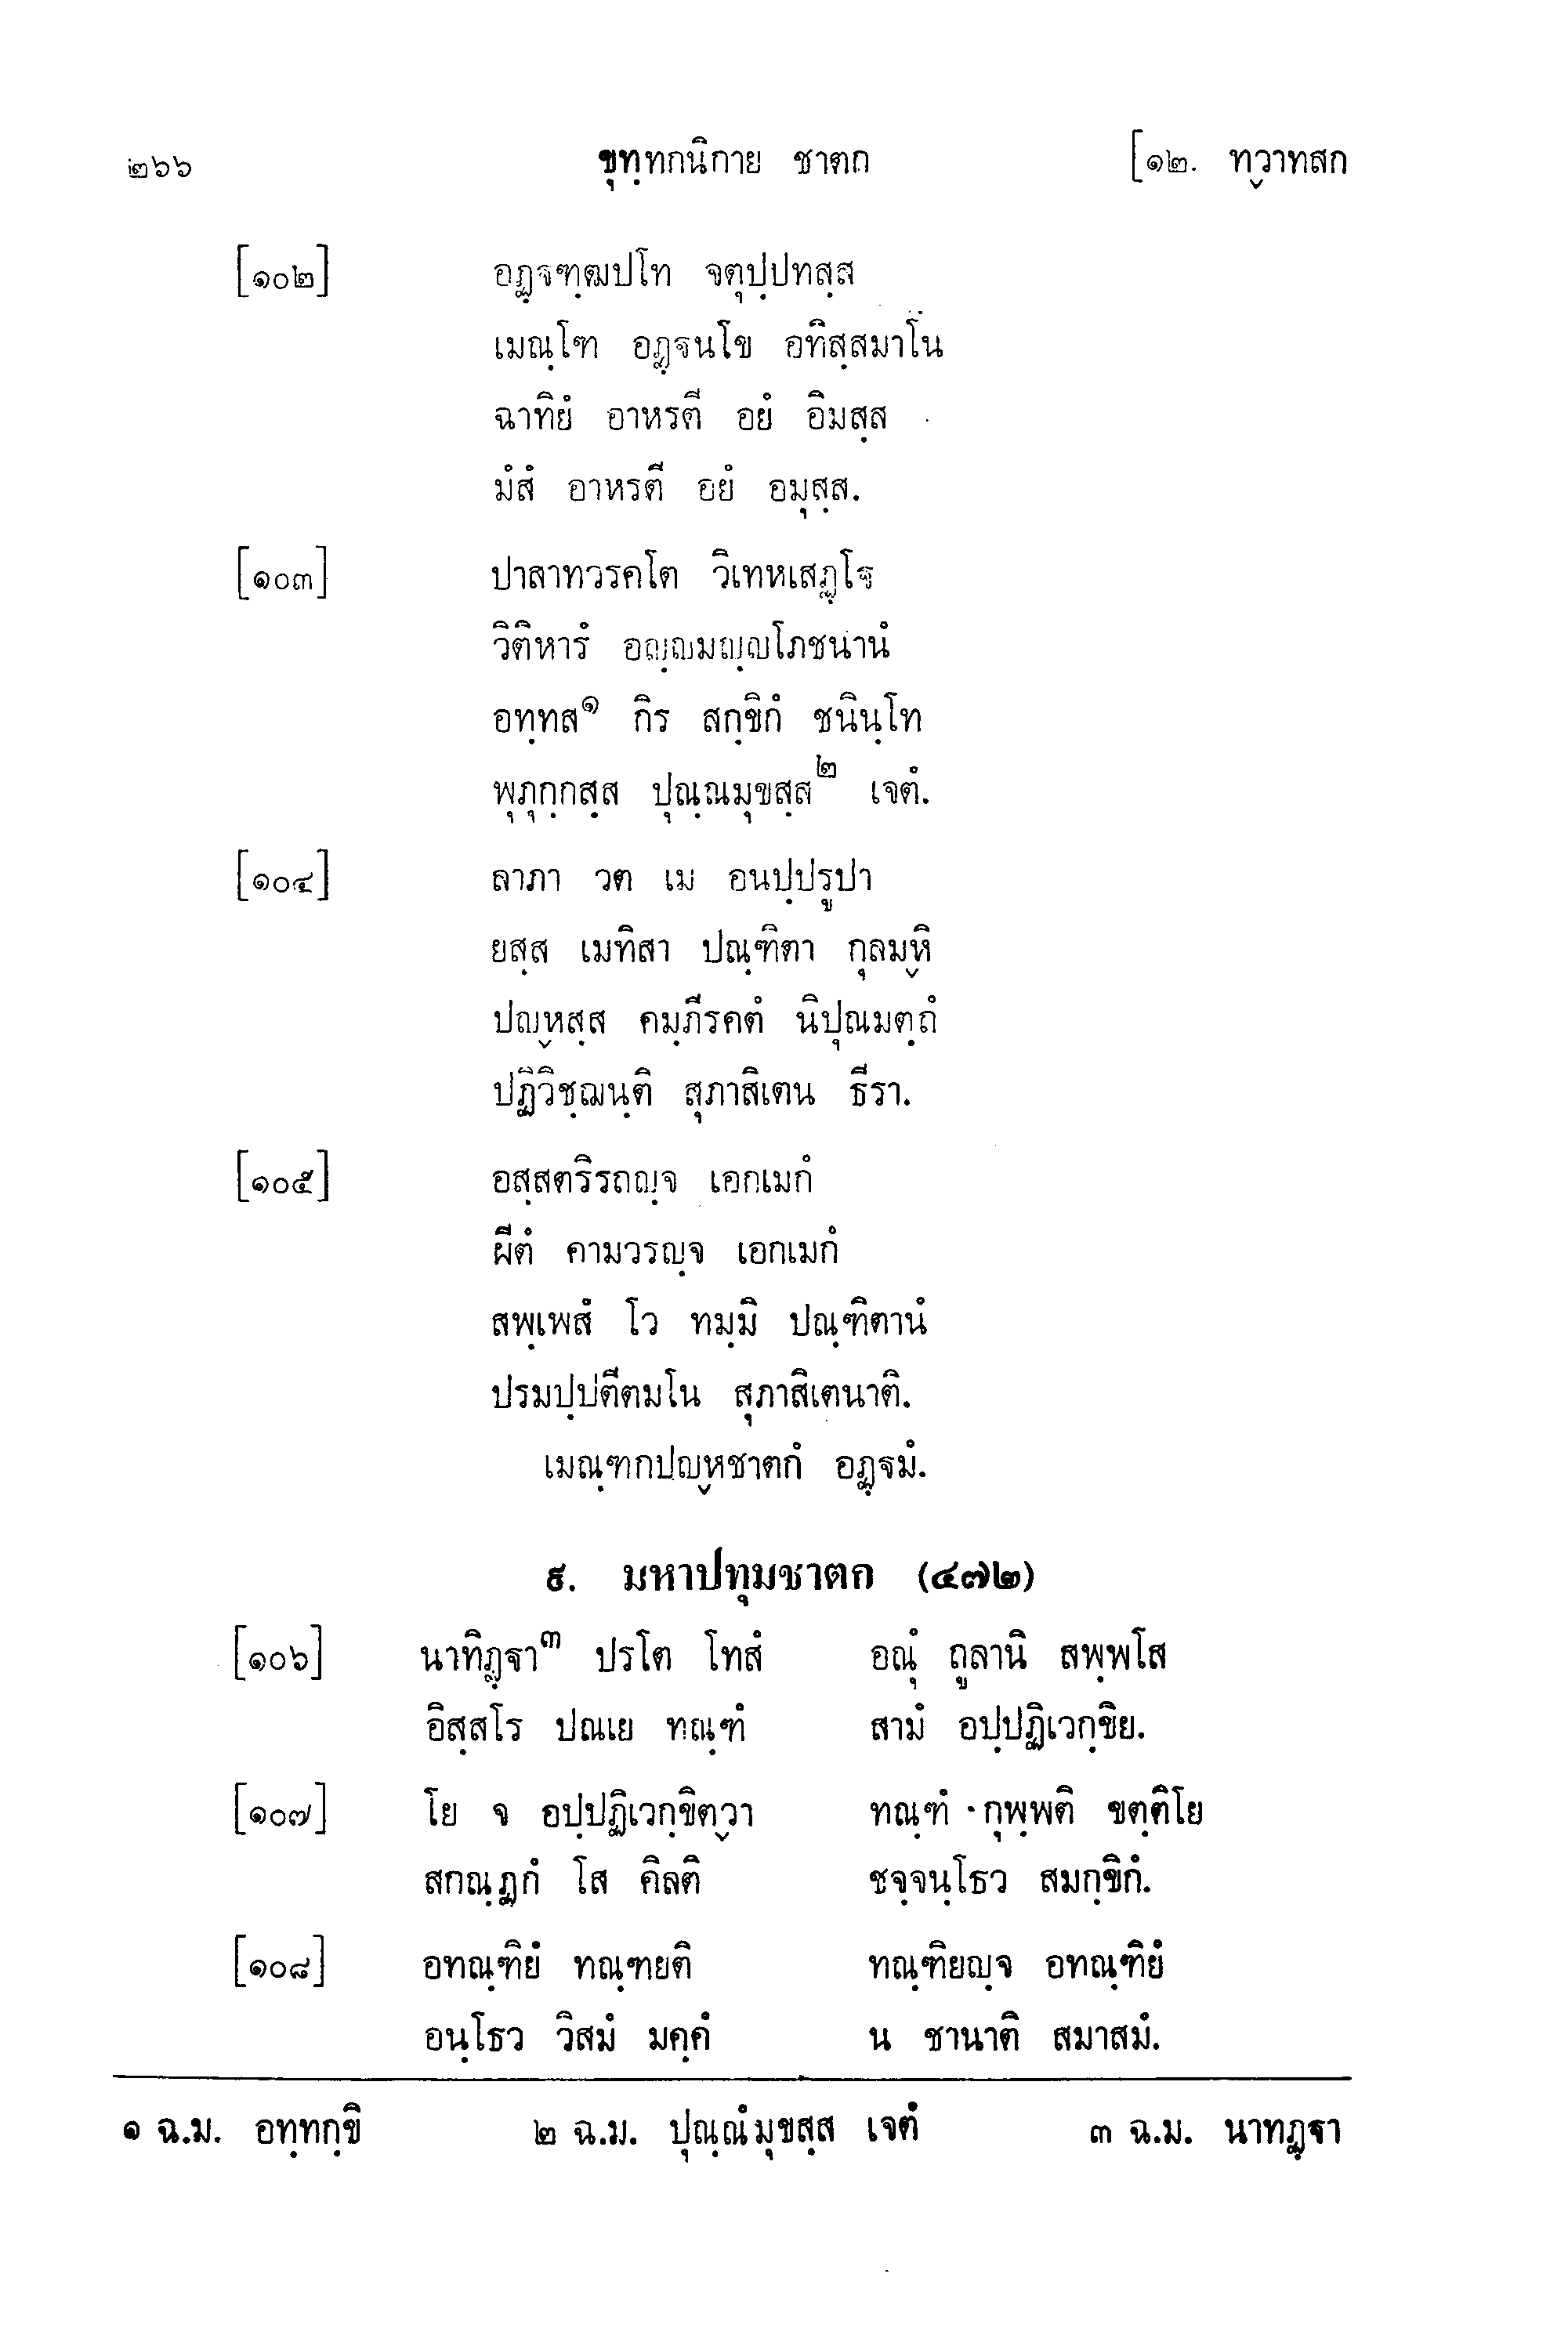 ๒๖๖ ขุทฺทกนิกาย ชาตก [๑๒. ทฺวาทสก
[๑๐๒] อฏฺฐฑฺฒปโท จตุปฺปทสฺส
เมณฺโฑ อฏฺฐนโข อทิสฺสมาโน
ฉาทิยํ อาหรตี อยํ อิมสฺส
มํสํ อาหรตี อยํ อมุสฺส.
[๑๐๓] ปาสาทวรคโต วิเทหเสฏฺโฐ
วิติหารํ อญฺญมญฺญโภชนานํ
อทฺทส๑ กิร สกฺขิกํ ชนินฺโท
พุภุกฺกสฺส ปุณฺณมุขสฺส๒ เจตํ.
[๑๐๔] ลาภา วต เม อนปฺปรูปา
ยสฺส เมทิสา ปณฺฑิตา กุลมฺหิ
ปญฺหสฺส คมฺภีรคตํ นิปุณมตฺถํ
ปฏิวิชฺฌนฺติ สุภาสิเตน ธีรา.
[๑๐๕] อสฺสตริรถญฺจ เอกเมกํ
ผีตํ คามวรญฺจ เอกเมกํ
สพฺเพสํ โว ทมฺมิ ปณฺฑิตานํ
ปรมปฺปตีตมโน สุภาสิเตนาติ.
เมณฺฑกปญฺหชาตกํ อฏฺฐมํ.
๙. มหาปทุมชาตก (๔๗๒)
[๑๐๖] นาทิฏฺฐา๓ ปรโต โทสํ อณุํ ถูลานิ สพฺพโส
อิสฺสโร ปณเย ทณฺฑํ สามํ อปฺปฏิเวกฺขิย.
[๑๐๗] โย จ อปฺปฏิเวกฺขิตฺวา ทณฺฑํ กุพฺพติ ขตฺติโย
สกณฺฏกํ โส คิลติ ชจฺจนฺโธว สมกฺขิกํ.
[๑๐๘] อทณฺฑิยํ ทณฺฑยติ ทณฺฑิยญฺจ อทณฺฑิยํ
อนฺโธว วิสมํ มคฺคํ น ชานาติ สมาสมํ.
๑ ฉ.ม. อทฺทกฺขิ ๒ ฉ.ม. ปุณฺณํมุขสฺส เจตํ ๓ ฉ.ม. นาทฏฺฐา